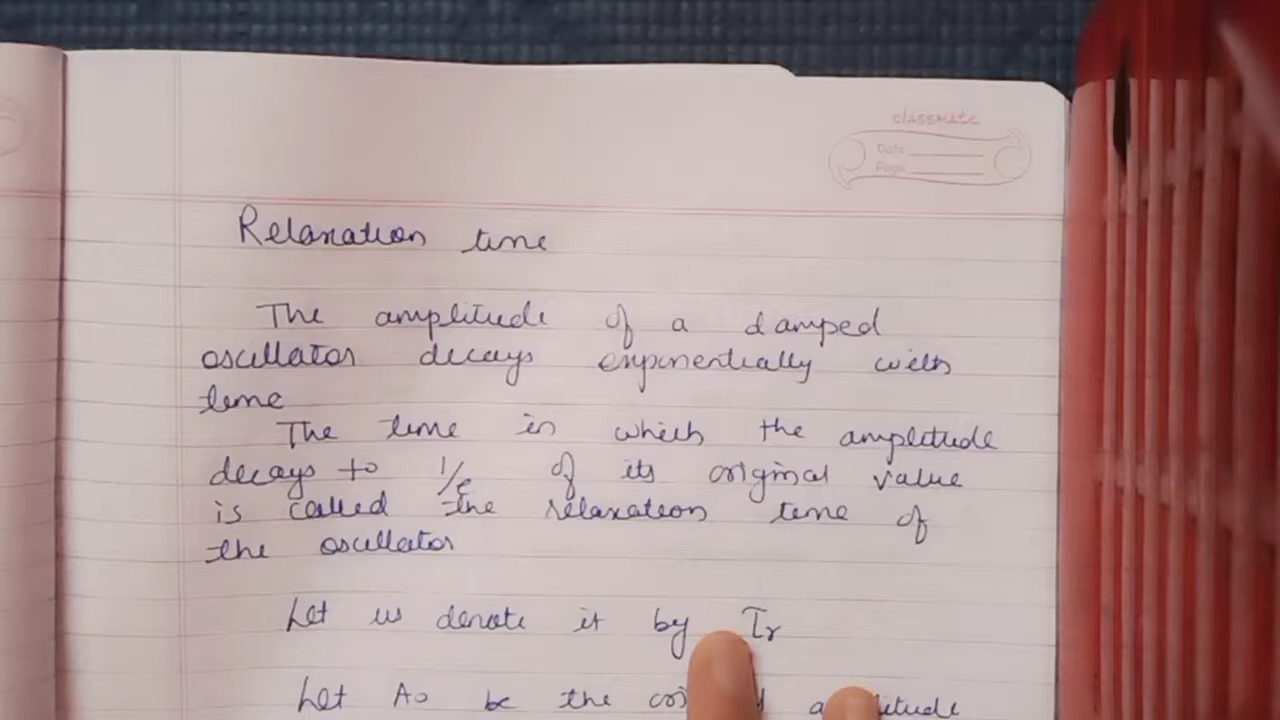 classmate
Date
Page
Relaxation time
The amplitude of a damped
oscillator decays exponentially with
time
The time in which the amplitude
decays to 1/e of its original value
is called the relaxation time of
the oscillator
Let us denote it by τr
Let A0 be the amplitude